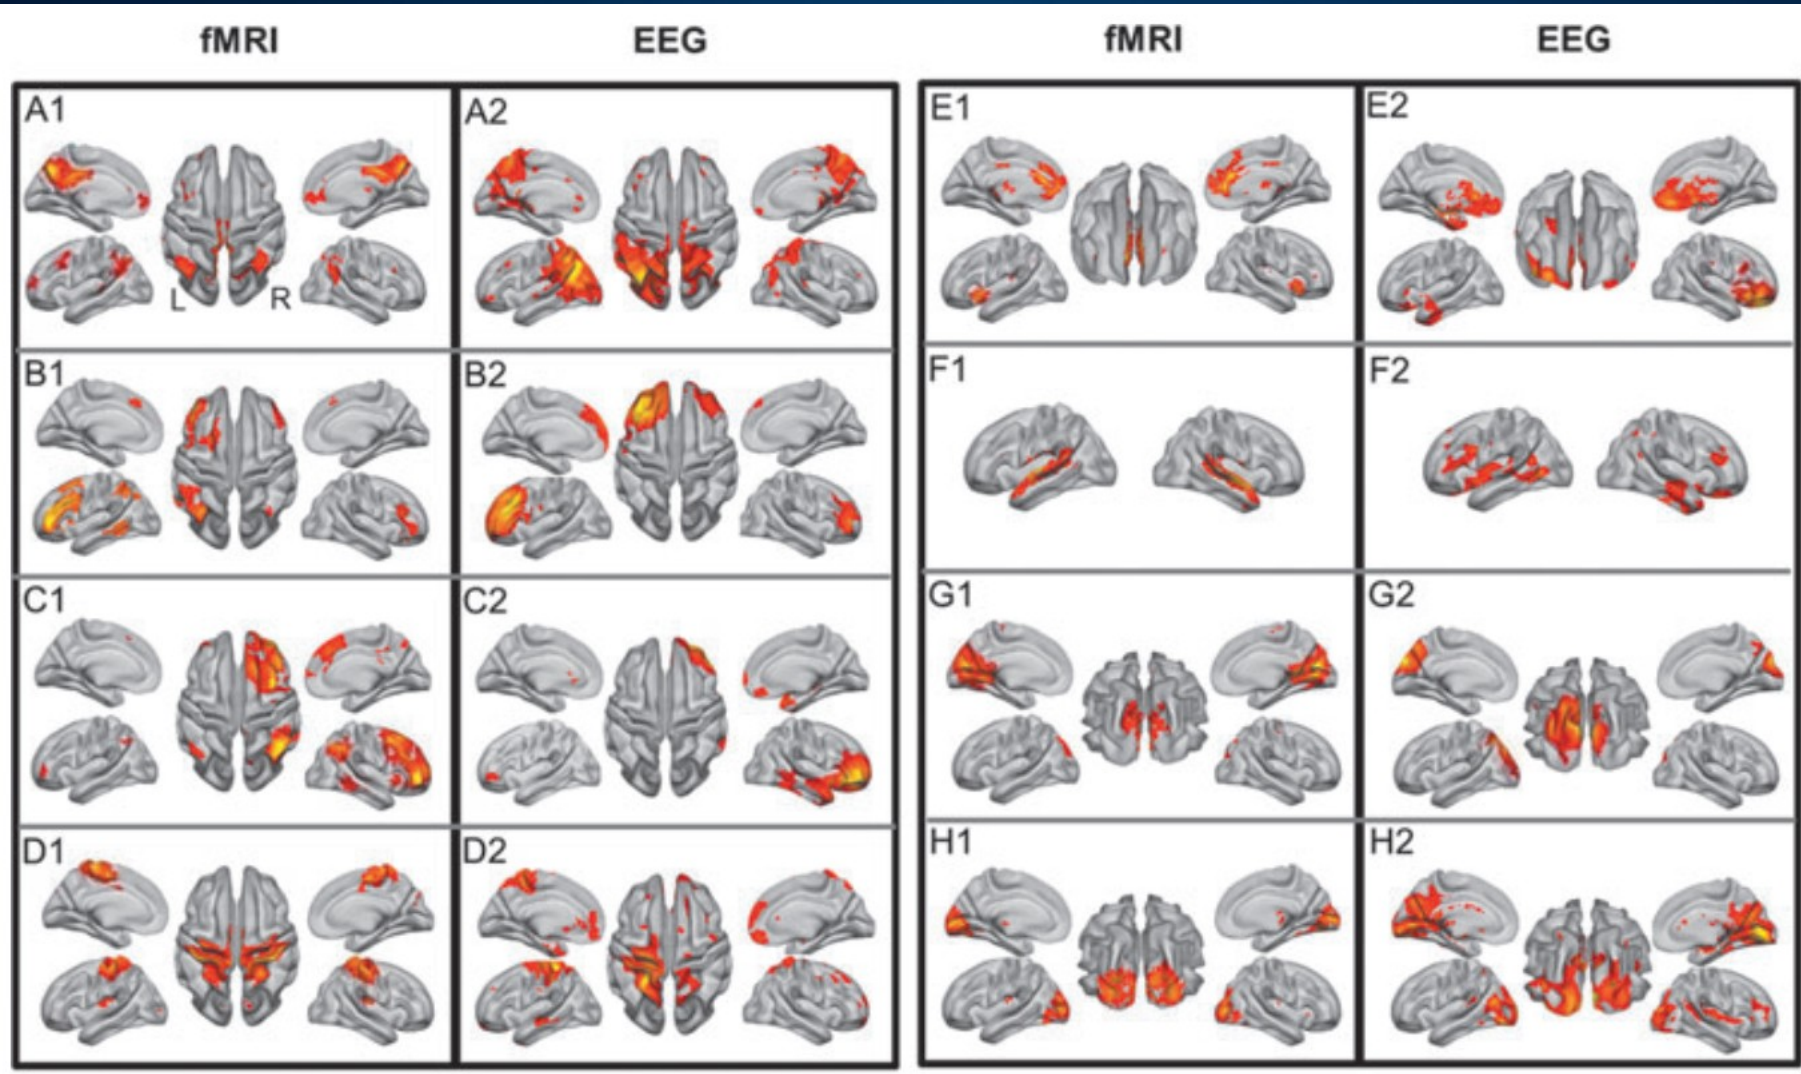 fMRI EEG fMRI EEG
A1 A2 E1 E2
L R
B1 B2 F1 F2
C1 C2 G1 G2
D1 D2 H1 H2